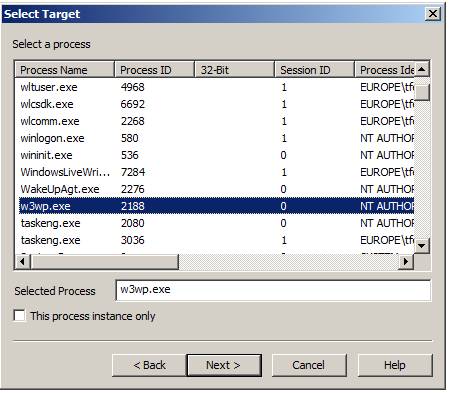 Select Target
Select a process
Process Name Process ID 32-Bit Session ID Process Ide
wltuser.exe 4968 1 EUROPE\tf
wlcsdk.exe 6692 1 EUROPE\tf
wlcomm.exe 2268 1 EUROPE\tf
winlogon.exe 580 1 NT AUTHOR
wininit.exe 536 0 NT AUTHOR
WindowsLiveWri... 7284 1 EUROPE\tf
WakeUpAgt.exe 2276 0 NT AUTHOR
w3wp.exe 2188 0 NT AUTHOR
taskeng.exe 2080 0 NT AUTHOR
taskeng.exe 3036 1 EUROPE\tf
Selected Process w3wp.exe
This process instance only
< Back Next > Cancel Help